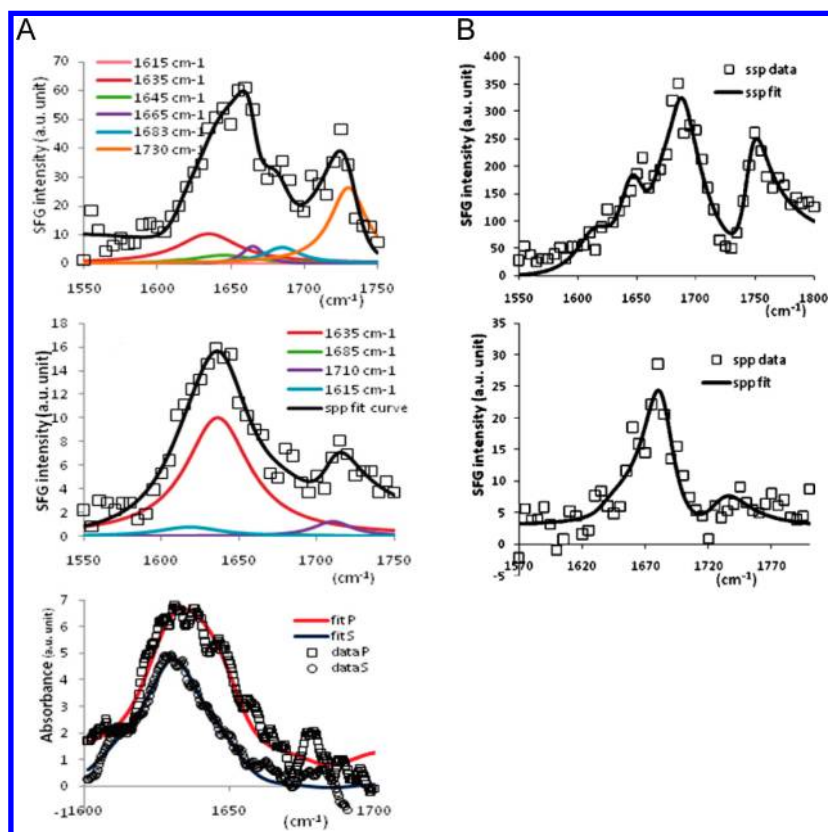 A
SFG intensity (a.u. unit)
70
60
50
40
30
20
10
0
1615 cm-1
1635 cm-1
1645 cm-1
1665 cm-1
1683 cm-1
1730 cm-1
1550 1600 1650 1700 1750
(cm-1)
SFG intensity (a.u. unit)
18
16
14
12
10
8
6
4
2
0
1635 cm-1
1685 cm-1
1710 cm-1
1615 cm-1
spp fit curve
1550 1600 1650 1700 1750
(cm-1)
Absorbance (a.u. unit)
7
6
5
4
3
2
1
0
-1
fit P
fit S
data P
data S
1600 1650 1700
(cm-1)
B
SFG intensity (a.u. unit)
400
350
300
250
200
150
100
50
0
ssp data
ssp fit
1550 1600 1650 1700 1750 1800
(cm-1)
SFG intensity (a.u. unit)
35
30
25
20
15
10
5
0
-5
spp data
spp fit
1570 1620 1670 1720 1770
(cm-1)